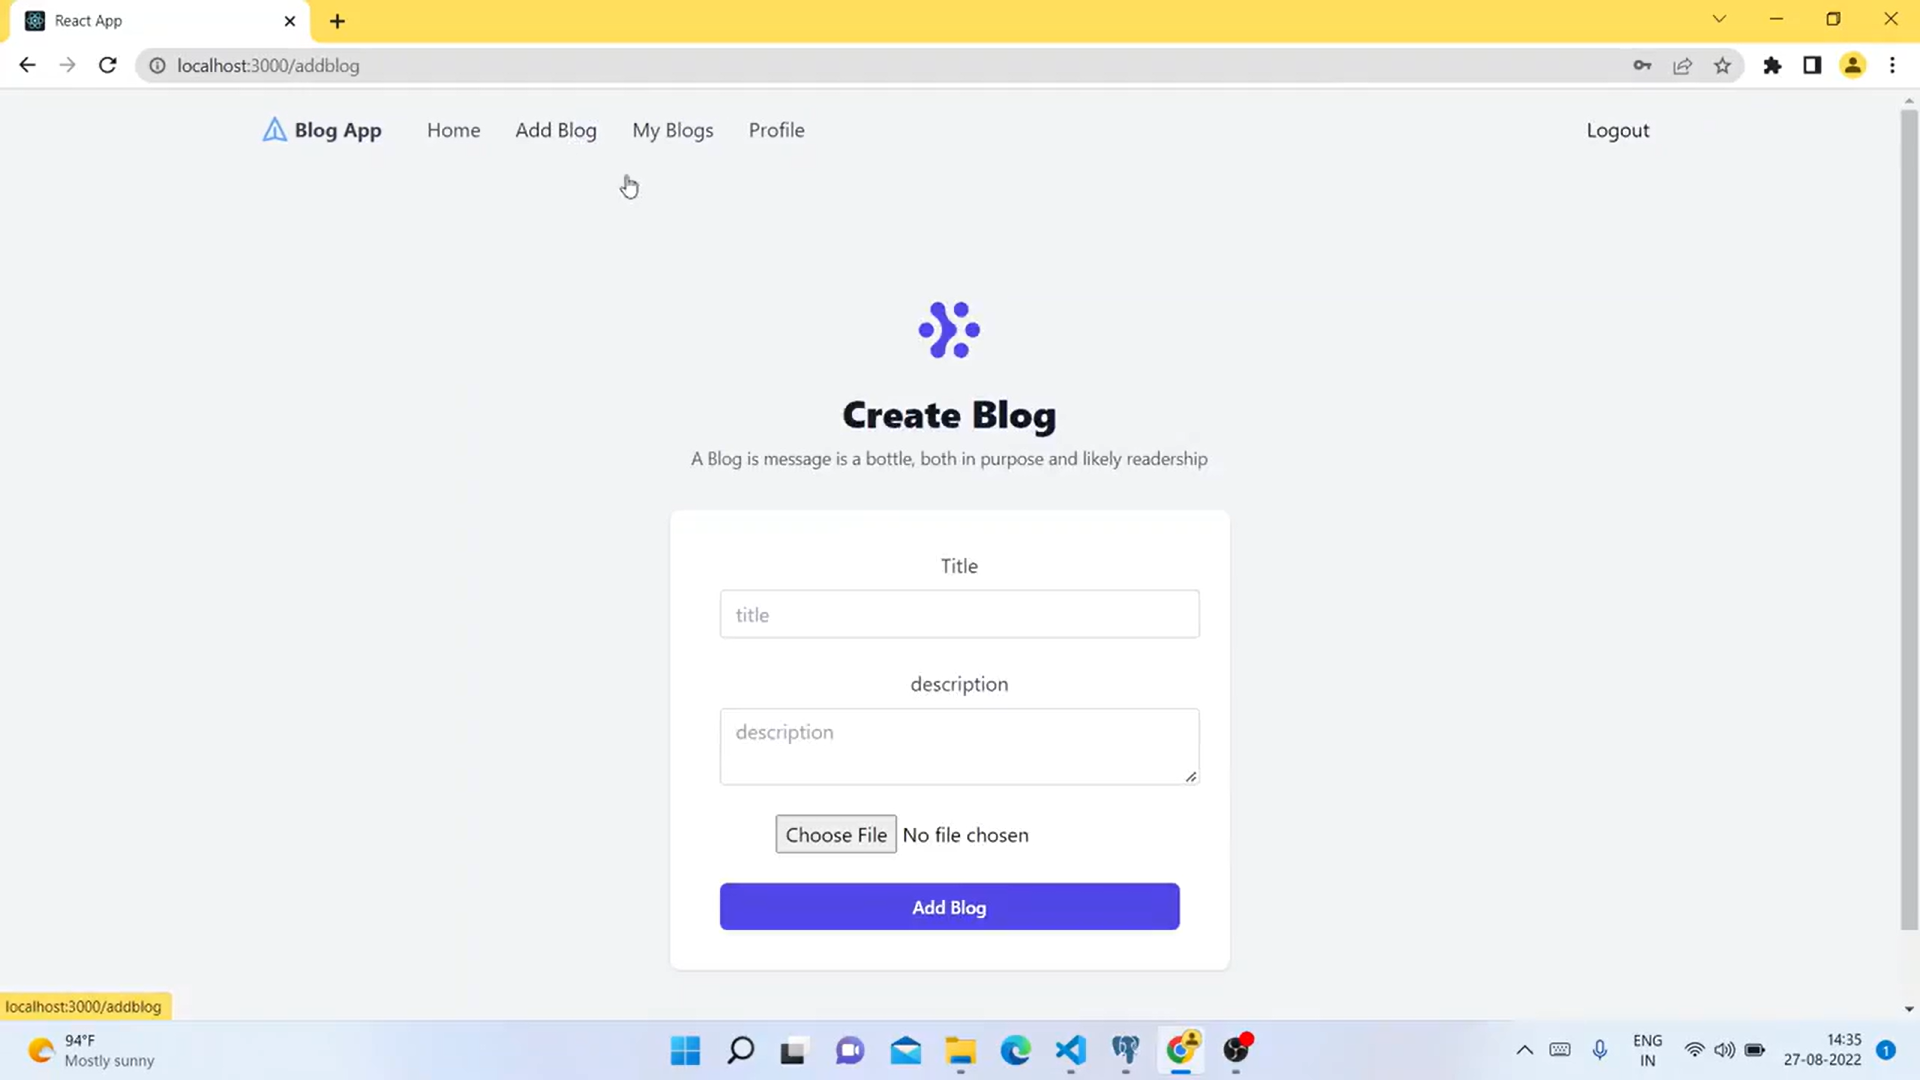 React App
localhost:3000/addblog
Blog App
Home
Add Blog
My Blogs
Profile
Logout
Create Blog
A Blog is message is a bottle, both in purpose and likely readership
Title
title
description
description
Choose File No file chosen
Add Blog
localhost:3000/addblog
94°F
Mostly sunny
ENG
IN
14:35
27-08-2022
1